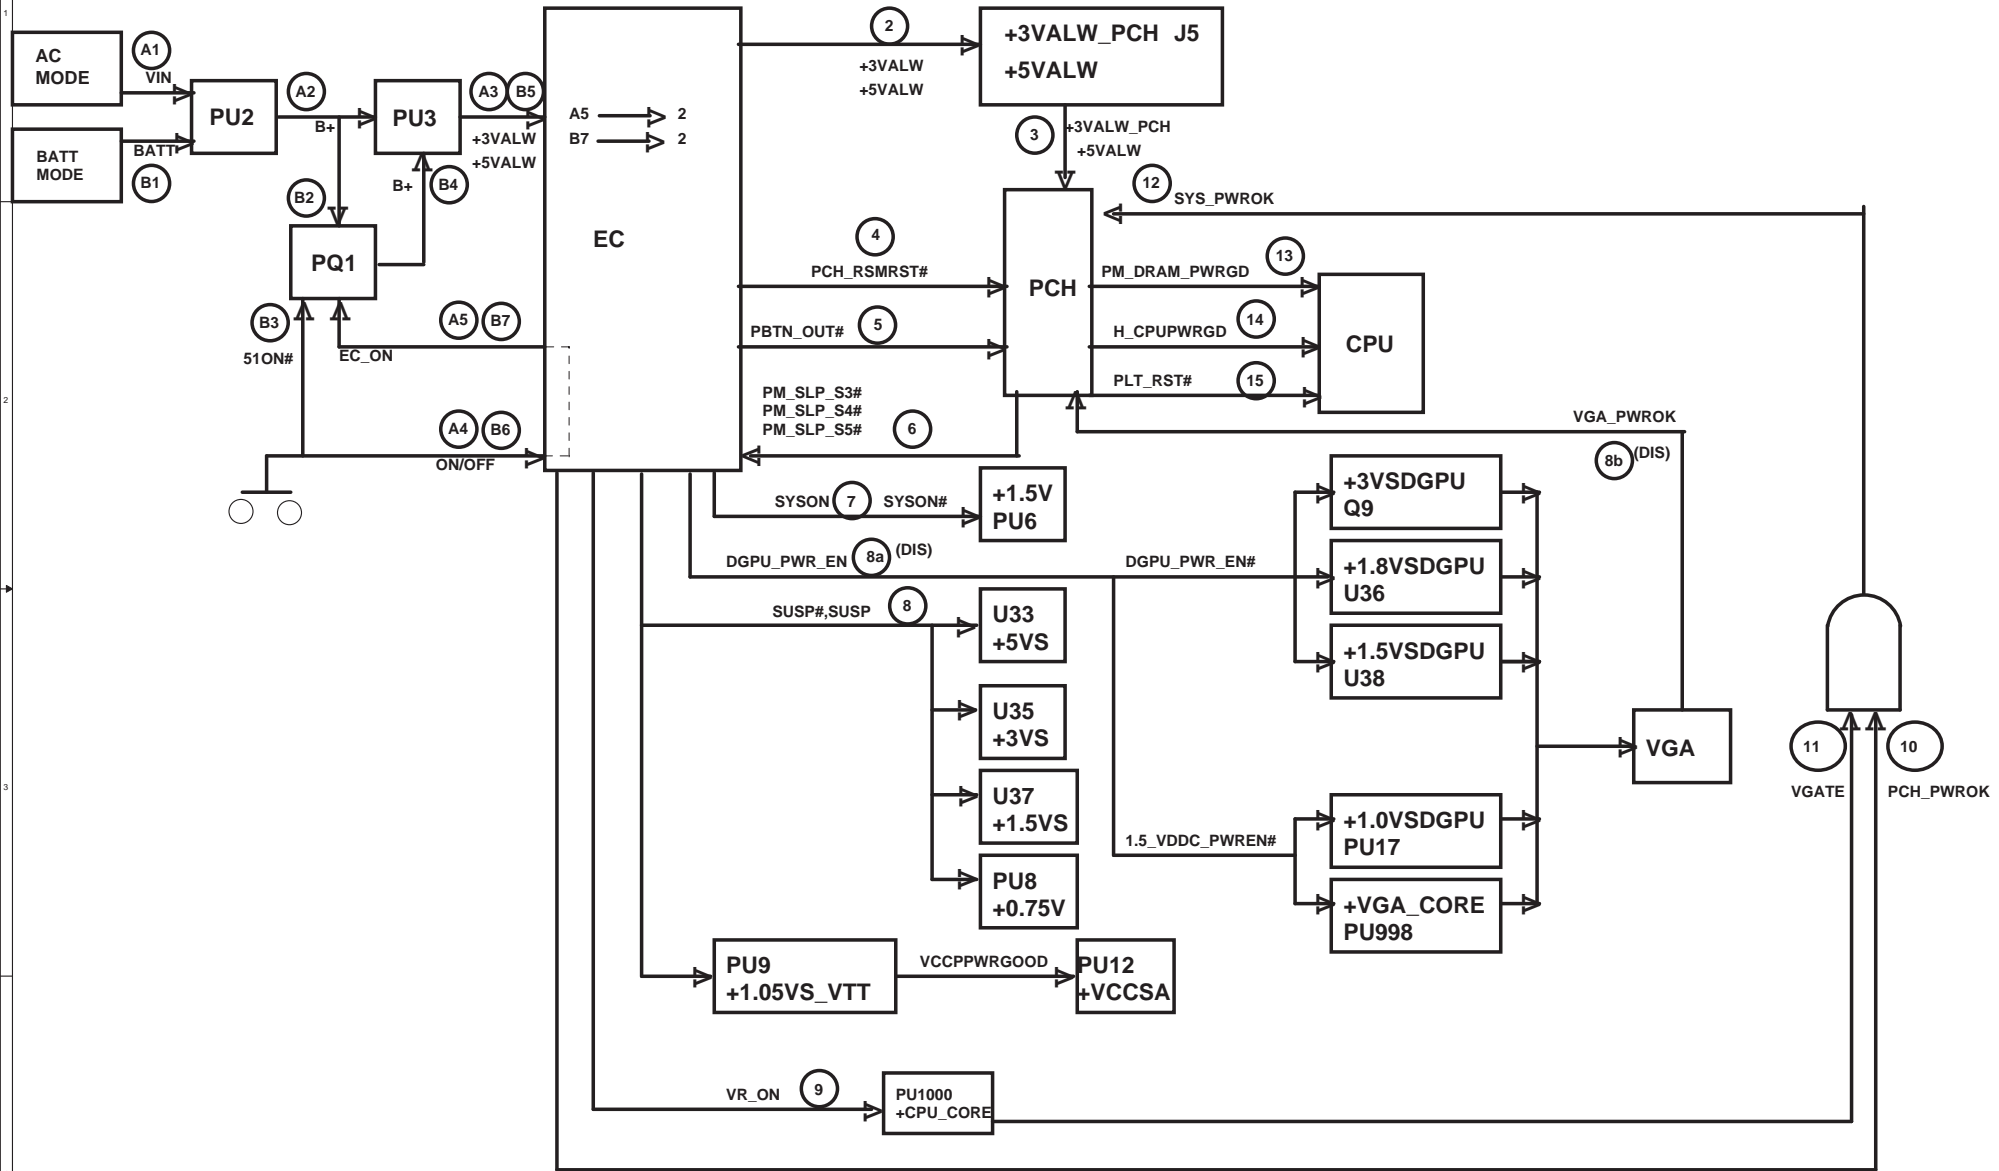 1
2
3
AC
MODE
A1
VIN
BATT
MODE
BATT
B1
PU2
A2
B+
PU3
A3
B5
+3VALW
+5VALW
B2
B+
B4
PQ1
B3
51ON#
EC_ON
A5
B7
A4
B6
ON/OFF
A5
2
B7
2
EC
2
+3VALW
+5VALW
+3VALW_PCH J5
+5VALW
3
+3VALW_PCH
+5VALW
12
SYS_PWROK
4
PCH_RSMRST#
PCH
PBTN_OUT#
5
PM_SLP_S3#
PM_SLP_S4#
PM_SLP_S5#
6
PM_DRAM_PWRGD
13
H_CPUPWRGD
14
PLT_RST#
15
CPU
VGA_PWROK
8b
(DIS)
SYSON
7
SYSON#
+1.5V
PU6
DGPU_PWR_EN
8a
(DIS)
DGPU_PWR_EN#
+3VSDGPU
Q9
+1.8VSDGPU
U36
+1.5VSDGPU
U38
SUSP#,SUSP
8
U33
+5VS
U35
+3VS
U37
+1.5VS
PU8
+0.75V
1.5_VDDC_PWREN#
+1.0VSDGPU
PU17
+VGA_CORE
PU998
VGA
11
VGATE
10
PCH_PWROK
PU9
+1.05VS_VTT
VCCPPWRGOOD
PU12
+VCCSA
VR_ON
9
PU1000
+CPU_CORE